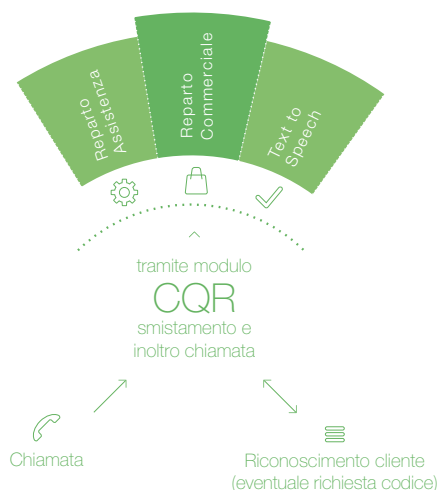 Reparto
Assistenza
Reparto
Commerciale
Text to
Speech
tramite modulo
CQR
smistamento e
inoltro chiamata
Chiamata
Riconoscimento cliente
(eventuale richiesta codice)